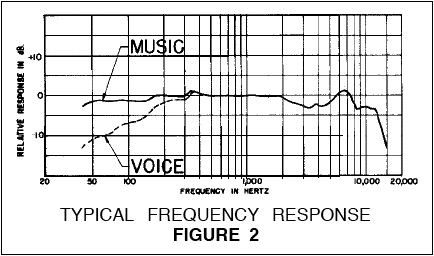 MUSIC
RELATIVE RESPONSE IN dB.
+10
0
-10
VOICE
20 50 100 1,000 10,000 20,000
FREQUENCY IN HERTZ
TYPICAL FREQUENCY RESPONSE
FIGURE 2